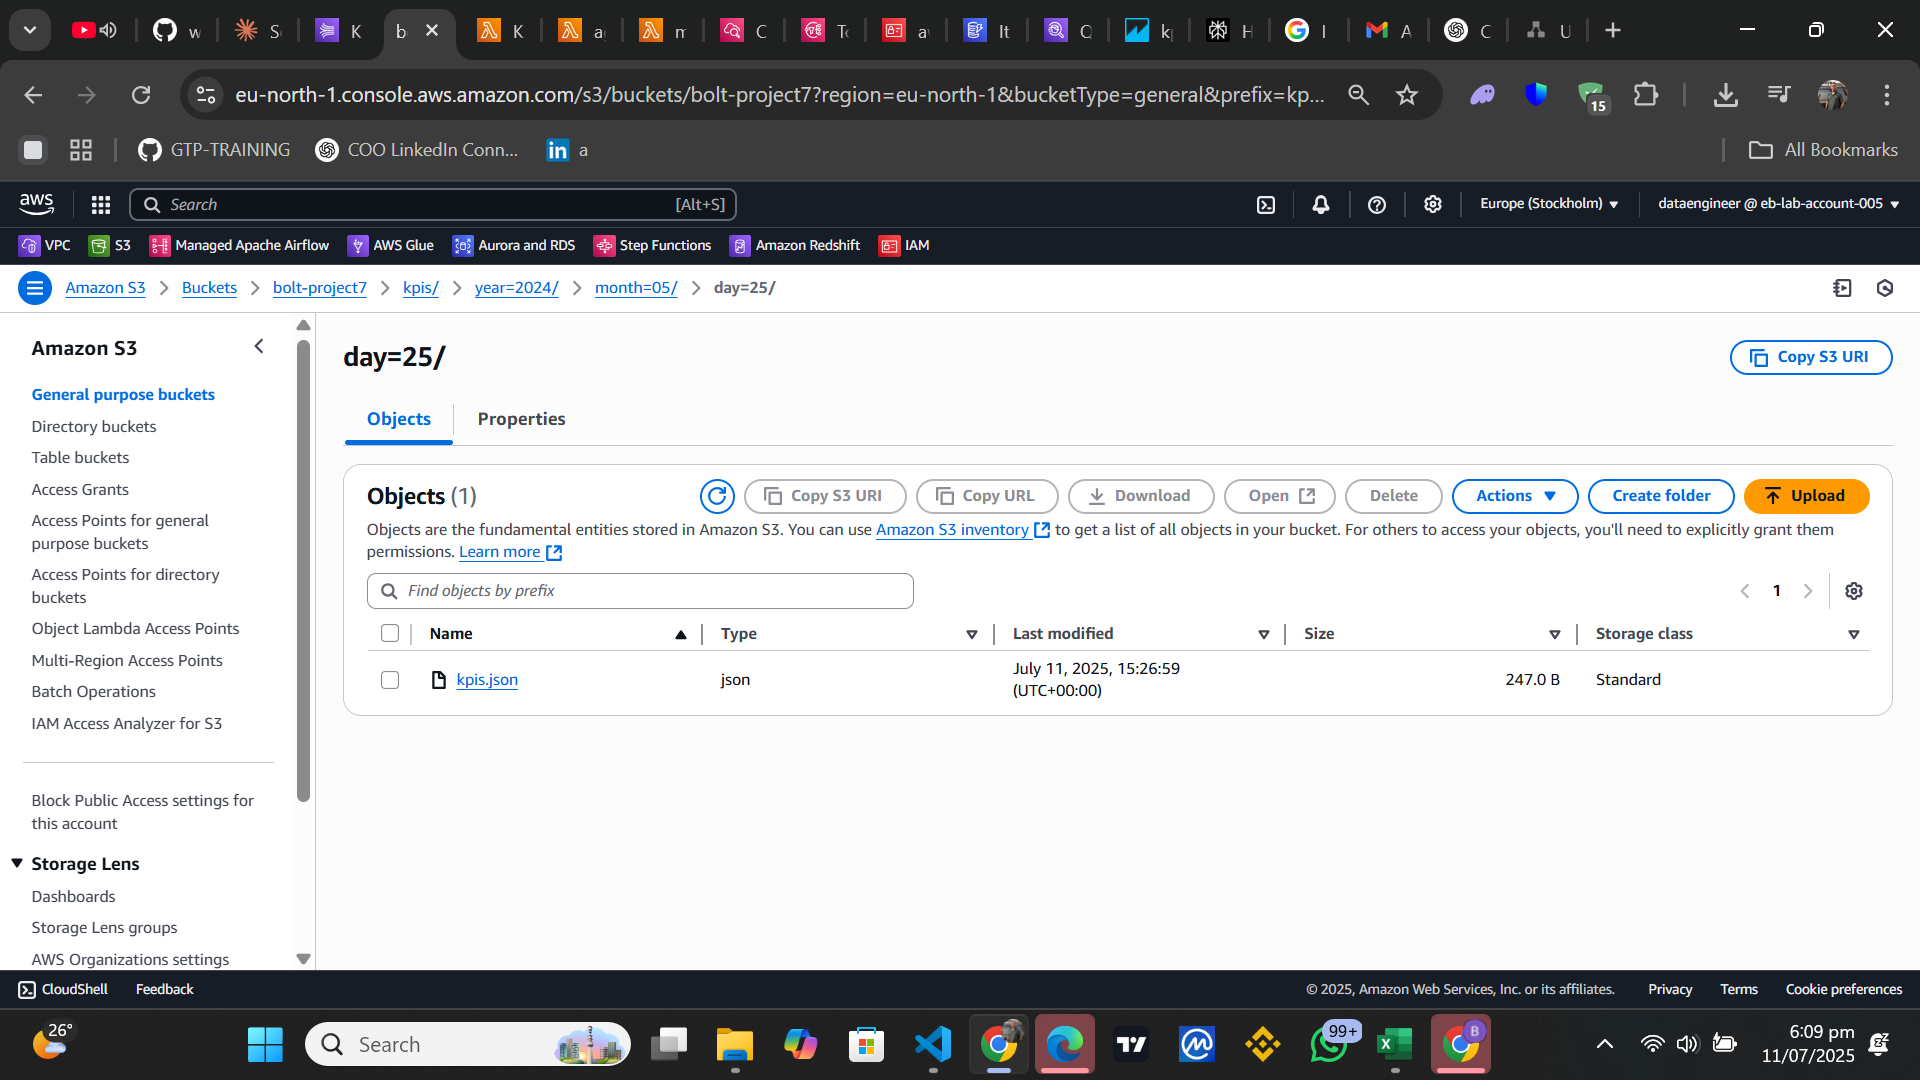 w
S
K
b
K
a
m
C
To
a
It
Q
k
H
I
A
C
U
eu-north-1.console.aws.amazon.com/s3/buckets/bolt-project7?region=eu-north-1&bucketType=general&prefix=kp...
15
GTP-TRAINING
COO LinkedIn Conn...
a
All Bookmarks
aws
Search
[Alt+S]
Europe (Stockholm)
dataengineer @ eb-lab-account-005
VPC
S3
Managed Apache Airflow
AWS Glue
Aurora and RDS
Step Functions
Amazon Redshift
IAM
Amazon S3
Buckets
bolt-project7
kpis/
year=2024/
month=05/
day=25/
Amazon S3
General purpose buckets
Directory buckets
Table buckets
Access Grants
Access Points for general
purpose buckets
Access Points for directory
buckets
Object Lambda Access Points
Multi-Region Access Points
Batch Operations
IAM Access Analyzer for S3
Block Public Access settings for
this account
Storage Lens
Dashboards
Storage Lens groups
AWS Organizations settings
day=25/
Copy S3 URI
Objects
Properties
Objects (1)
Copy S3 URI
Copy URL
Download
Open
Delete
Actions
Create folder
Upload
Objects are the fundamental entities stored in Amazon S3. You can use Amazon S3 inventory to get a list of all objects in your bucket. For others to access your objects, you'll need to explicitly grant them
permissions. Learn more
Find objects by prefix
1
Name
Type
Last modified
Size
Storage class
kpis.json
json
July 11, 2025, 15:26:59
(UTC+00:00)
247.0 B
Standard
CloudShell
Feedback
© 2025, Amazon Web Services, Inc. or its affiliates.
Privacy
Terms
Cookie preferences
26°
Search
99+
B
6:09 pm
11/07/2025